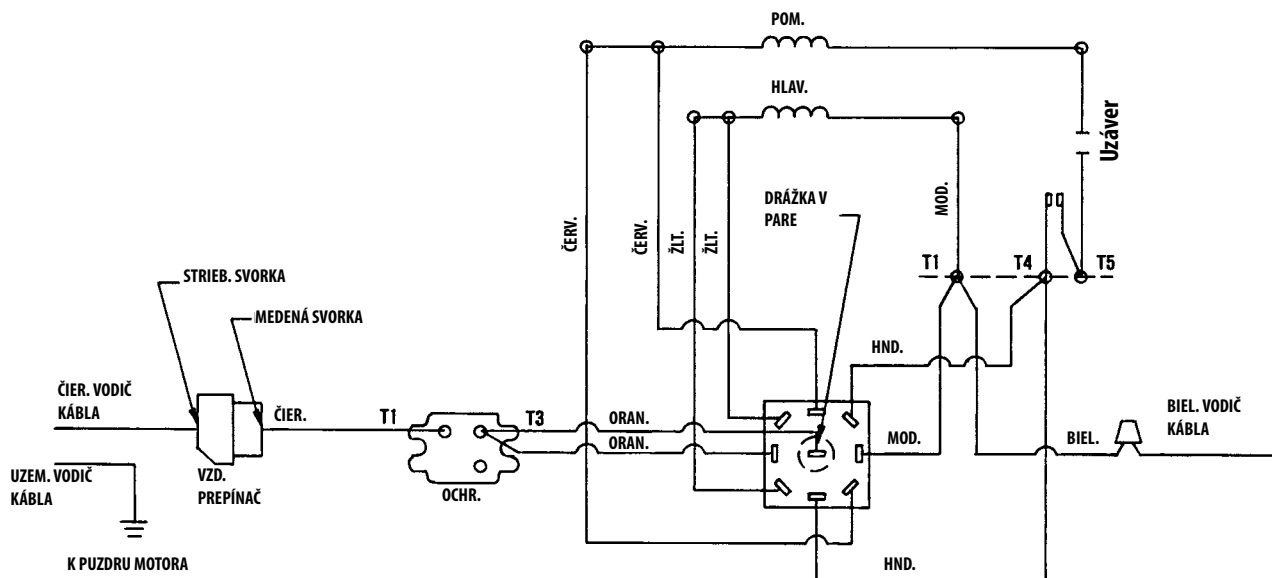 POM.
HLAV.
Uzáver
DRÁŽKA V
PARE
MOD.
ČERV.
ČERV.
ŽLT.
ŽLT.
T1
T4
T5
STRIEB. SVORKA
MEDENÁ SVORKA
HND.
ČIER. VODIČ
KÁBLA
ČIER.
T1
T3
ORAN.
ORAN.
MOD.
BIEL.
BIEL. VODIČ
KÁBLA
UZEM. VODIČ
KÁBLA
VZD.
PREPÍNAČ
OCHR.
K PUZDRU MOTORA
HND.